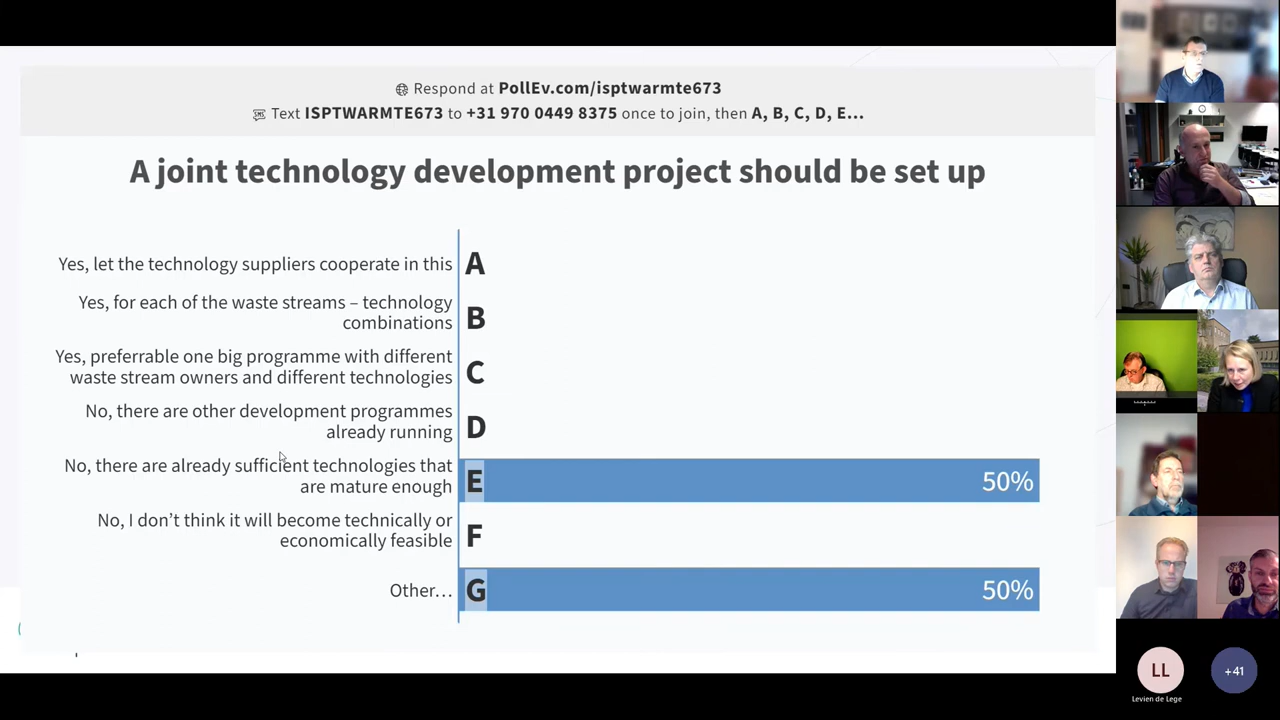 Respond at PollEv.com/isptwarmte673
Text ISPTWARMTE673 to +31 970 0449 8375 once to join, then A, B, C, D, E...
A joint technology development project should be set up
Yes, let the technology suppliers cooperate in this
A
Yes, for each of the waste streams – technology
combinations
B
Yes, preferrable one big programme with different
waste stream owners and different technologies
C
No, there are other development programmes
already running
D
No, there are already sufficient technologies that
are mature enough
E
50%
No, I don't think it will become technically or
economically feasible
F
Other...
G
50%
LL
Levien de Lege
+41